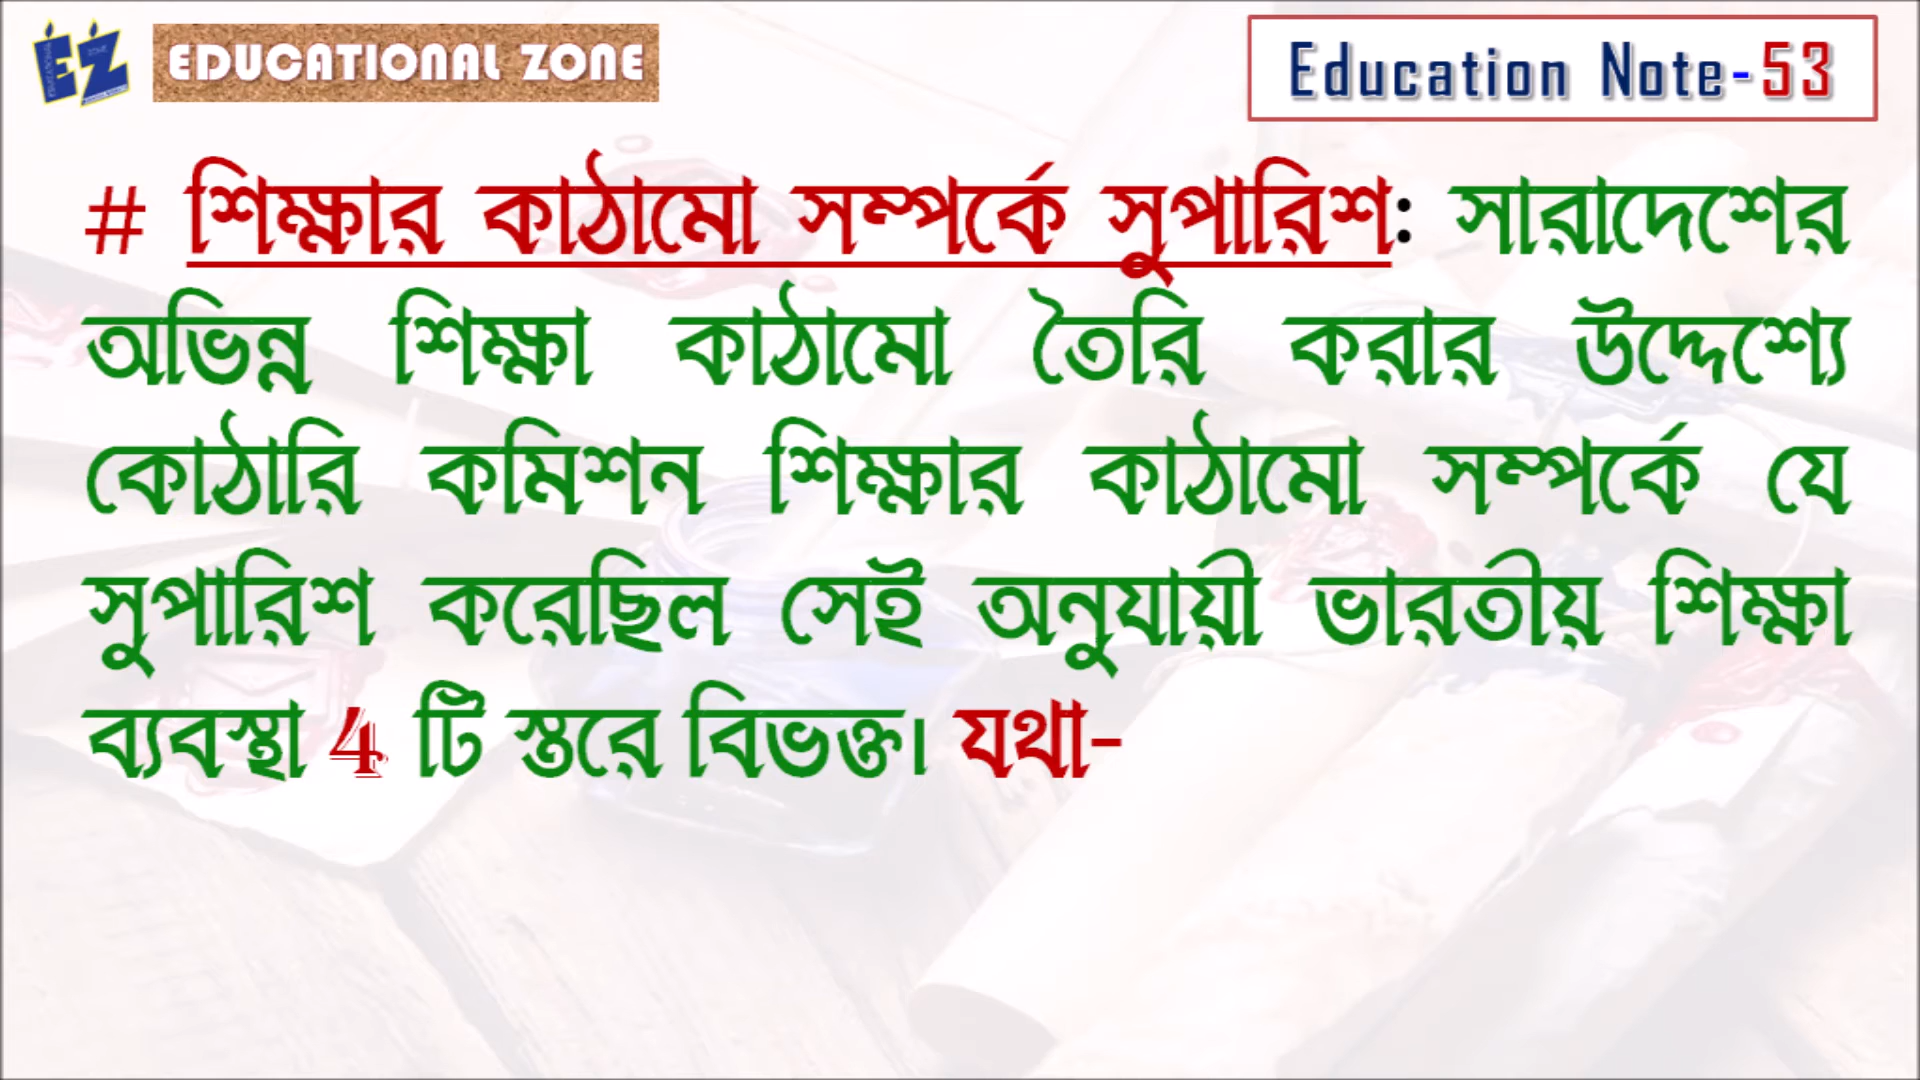 EZ EDUCATIONAL ZONE
Education Note-53
# শিক্ষার কাঠামো সম্পর্কে সুপারিশ: সারাদেশের
অভিন্ন শিক্ষা কাঠামো তৈরি করার উদ্দেশ্যে
কোঠারি কমিশন শিক্ষার কাঠামো সম্পর্কে যে
সুপারিশ করেছিল সেই অনুযায়ী ভারতীয় শিক্ষা
ব্যবস্থা 4 টি স্তরে বিভক্ত। যথা-